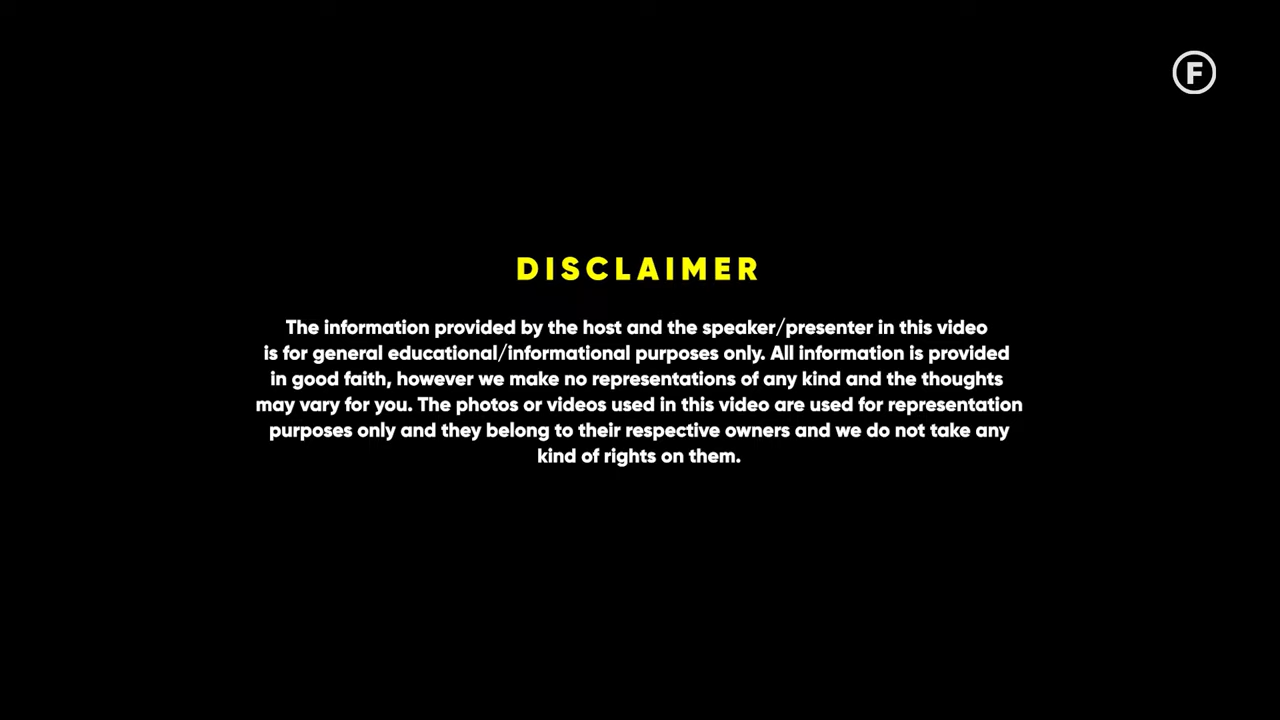 F
DISCLAIMER
The information provided by the host and the speaker/presenter in this video
is for general educational/informational purposes only. All information is provided
in good faith, however we make no representations of any kind and the thoughts
may vary for you. The photos or videos used in this video are used for representation
purposes only and they belong to their respective owners and we do not take any
kind of rights on them.